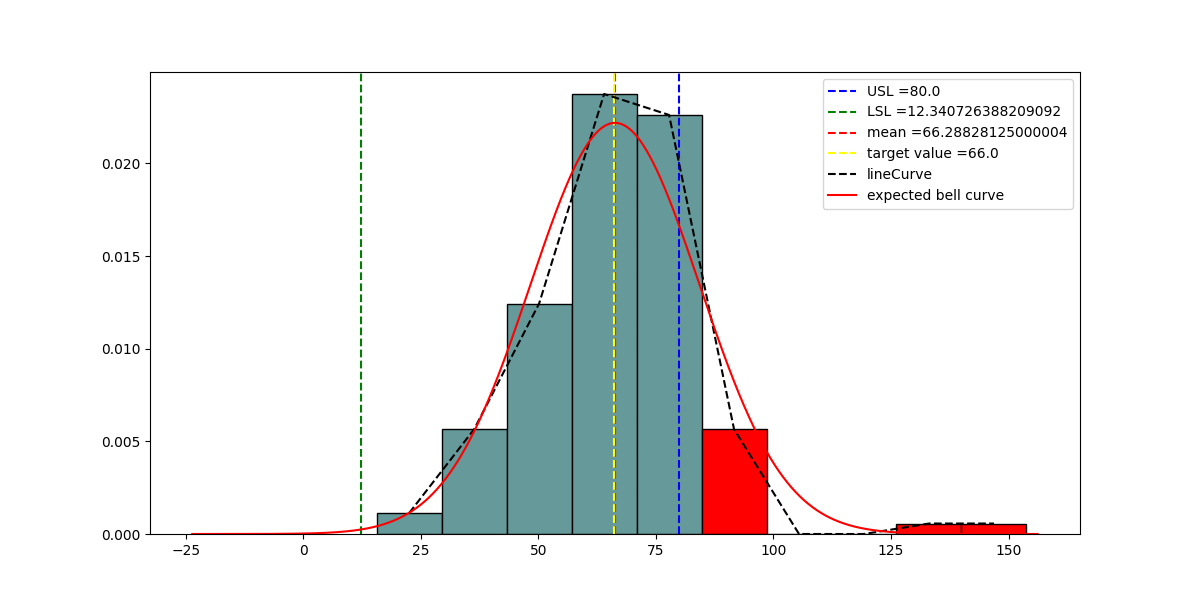 USL =80.0
LSL =12.340726388209092
mean =66.28828125000004
target value =66.0
lineCurve
expected bell curve
0.020
0.015
0.010
0.005
0.000
−25 0 25 50 75 100 125 150